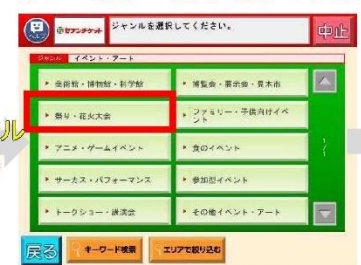 ヘルプ
セブンチケット
ジャンルを選択してください。
中止
ジャンル イベント・アート
美術館・博物館・科学館
博覧会・展示会・見本市
祭り・花火大会
ファミリー・子供向けイベント
アニメ・ゲームイベント
食のイベント
サーカス・パフォーマンス
参加型イベント
トークショー・講演会
その他イベント・アート
1/1
ル
戻る
キーワード検索
エリアで絞り込む